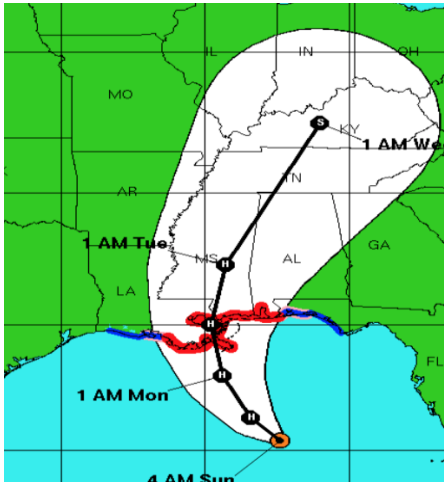 IL
IN
OH
MO
KY
S
1 AM We
TN
AR
GA
1 AM Tue
H
MS
AL
LA
H
FL
H
1 AM Mon
H
4 AM Sun